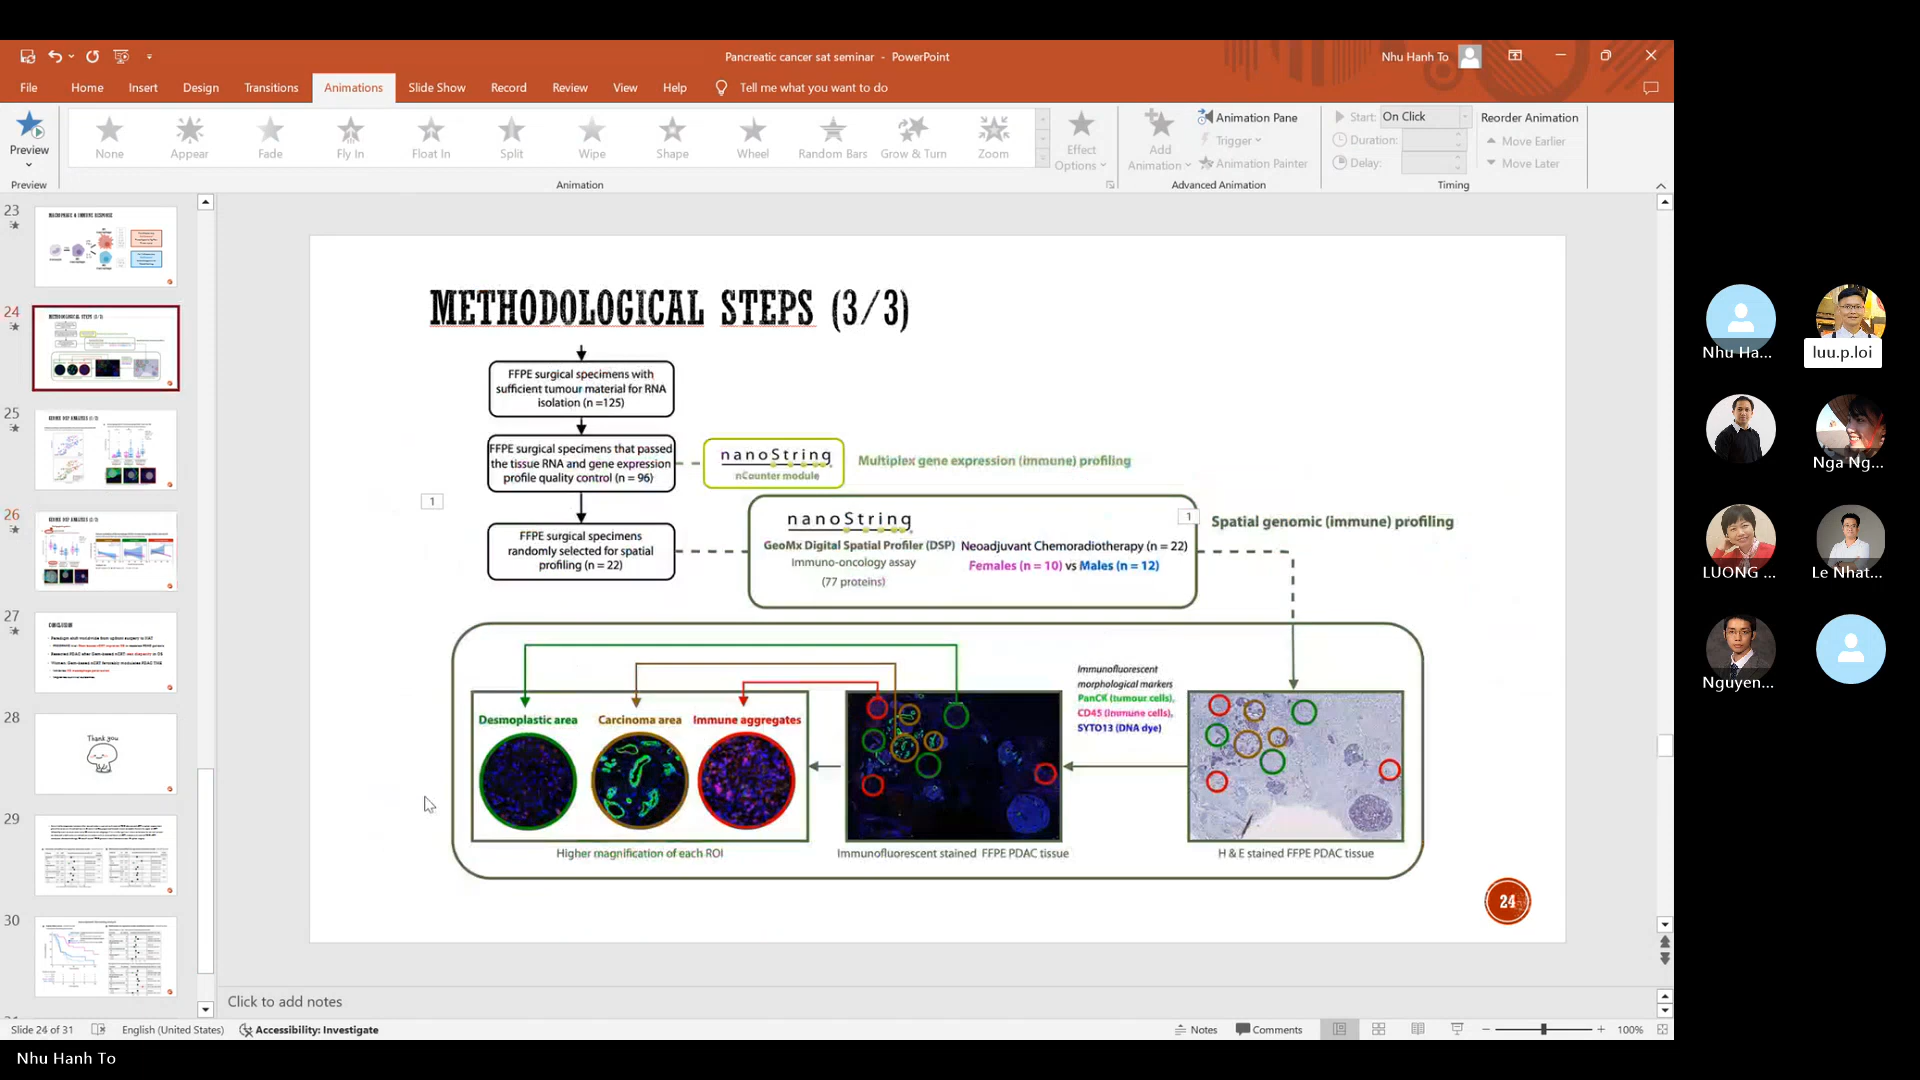 Pancreatic cancer sat seminar - PowerPoint
Nhu Hanh To
File
Home
Insert
Design
Transitions
Animations
Slide Show
Record
Review
View
Help
Tell me what you want to do
Preview
Preview
None
Appear
Fade
Fly In
Float In
Split
Wipe
Shape
Wheel
Random Bars
Grow & Turn
Zoom
Animation
Effect
Options
Add
Animation
Animation Pane
Trigger
Animation Painter
Advanced Animation
Start: On Click
Duration:
Delay:
Reorder Animation
Move Earlier
Move Later
Timing
23
24
25
26
27
28
Thank you
29
30
METHODOLOGICAL STEPS (3/3)
FFPE surgical specimens with
sufficient tumour material for RNA
isolation (n =125)
FFPE surgical specimens that passed
the tissue RNA and gene expression
profile quality control (n = 96)
nanoString
nCounter module
Multiplex gene expression (immune) profiling
1
FFPE surgical specimens
randomly selected for spatial
profiling (n = 22)
nanoString
GeoMx Digital Spatial Profiler (DSP)
Immuno-oncology assay
(77 proteins)
Neoadjuvant Chemoradiotherapy (n = 22)
Females (n = 10) vs Males (n = 12)
1
Spatial genomic (immune) profiling
Desmoplastic area
Carcinoma area
Immune aggregates
Higher magnification of each ROI
Immunofluorescent stained FFPE PDAC tissue
Immunofluorescent
morphological markers
PanCK (tumour cells),
CD45 (immune cells),
SYTO13 (DNA dye)
H & E stained FFPE PDAC tissue
24
Click to add notes
Slide 24 of 31
English (United States)
Accessibility: Investigate
Notes
Comments
100%
Nhu Hanh To
Nhu Ha...
luu.p.loi
Nga Ng...
LUONG ...
Le Nhat...
Nguyen...